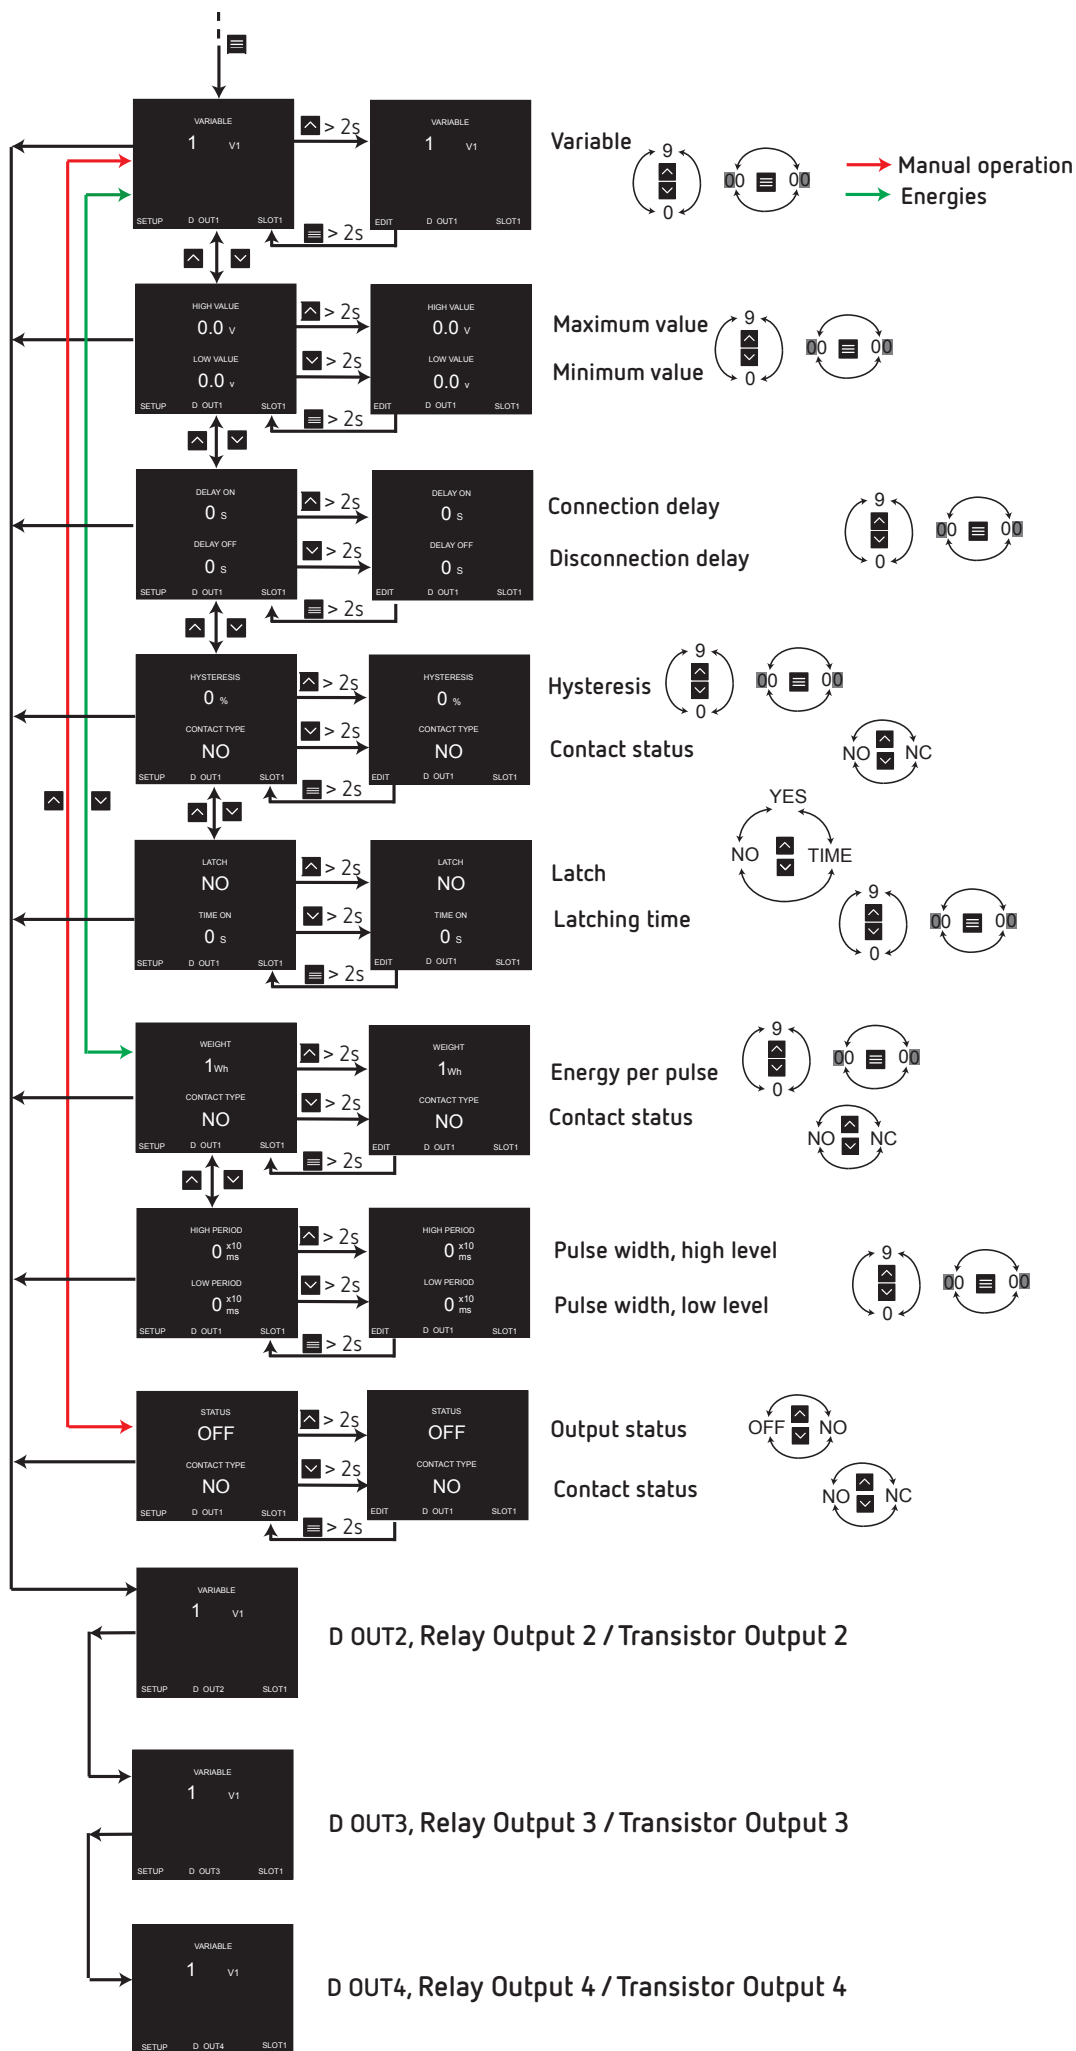 VARIABLE
1 V1
SETUP D OUT1 SLOT1
> 2s
> 2s
VARIABLE
1 V1
EDIT D OUT1 SLOT1
Variable
9
0
00 00
Manual operation
Energies
HIGH VALUE
0.0 V
LOW VALUE
0.0 v
SETUP D OUT1 SLOT1
> 2s
> 2s
> 2s
HIGH VALUE
0.0 V
LOW VALUE
0.0 v
EDIT D OUT1 SLOT1
Maximum value
Minimum value
9
0
00 00
DELAY ON
0 S
DELAY OFF
0 S
SETUP D OUT1 SLOT1
> 2s
> 2s
> 2s
DELAY ON
0 S
DELAY OFF
0 S
EDIT D OUT1 SLOT1
Connection delay
Disconnection delay
9
0
00 00
HYSTERESIS
0 %
CONTACT TYPE
NO
SETUP D OUT1 SLOT1
> 2s
> 2s
> 2s
HYSTERESIS
0 %
CONTACT TYPE
NO
EDIT D OUT1 SLOT1
Hysteresis
9
0
00 00
Contact status
NO NC
LATCH
NO
TIME ON
0 S
SETUP D OUT1 SLOT1
> 2s
> 2s
> 2s
LATCH
NO
TIME ON
0 S
EDIT D OUT1 SLOT1
Latch
YES
NO TIME
Latching time
9
0
00 00
WEIGHT
1 Wh
CONTACT TYPE
NO
SETUP D OUT1 SLOT1
> 2s
> 2s
> 2s
WEIGHT
1 Wh
CONTACT TYPE
NO
EDIT D OUT1 SLOT1
Energy per pulse
9
0
00 00
Contact status
NO NC
HIGH PERIOD
0 x10 ms
LOW PERIOD
0 x10 ms
SETUP D OUT1 SLOT1
> 2s
> 2s
> 2s
HIGH PERIOD
0 x10 ms
LOW PERIOD
0 x10 ms
EDIT D OUT1 SLOT1
Pulse width, high level
Pulse width, low level
9
0
00 00
STATUS
OFF
CONTACT TYPE
NO
SETUP D OUT1 SLOT1
> 2s
> 2s
> 2s
STATUS
OFF
CONTACT TYPE
NO
EDIT D OUT1 SLOT1
Output status
OFF NO
Contact status
NO NC
VARIABLE
1 V1
SETUP D OUT2 SLOT1
D OUT2, Relay Output 2 / Transistor Output 2
VARIABLE
1 V1
SETUP D OUT3 SLOT1
D OUT3, Relay Output 3 / Transistor Output 3
VARIABLE
1 V1
SETUP D OUT4 SLOT1
D OUT4, Relay Output 4 / Transistor Output 4